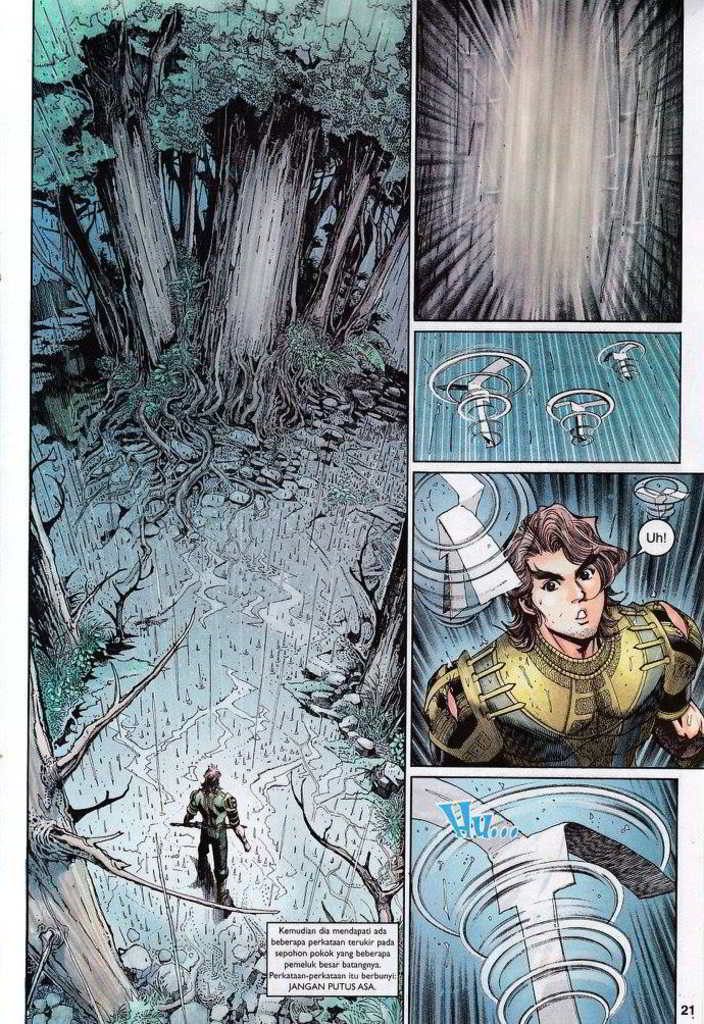 Uh!
Hu...
Kemudian dia mendapati ada
beberapa perkataan terukir pada
sepohon pokok yang beberapa
pemeluk besar batangnya.
Perkataan-perkataan itu berbunyi:
JANGAN PUTUS ASA.
21